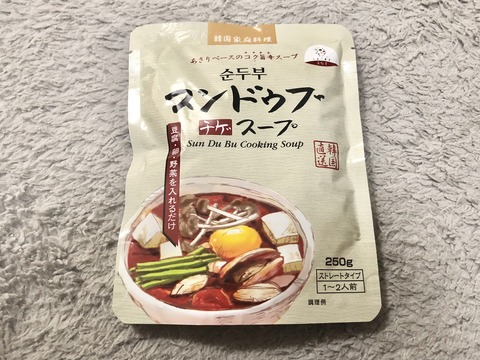 韓国家庭料理
あさりベースのコク旨辛スープ
순두부
スンドゥブ
チゲ スープ
Sun Du Bu Cooking Soup
韓国直送
豆腐・卵・野菜を入れるだけ
250g
ストレートタイプ
1~2人前
調理例